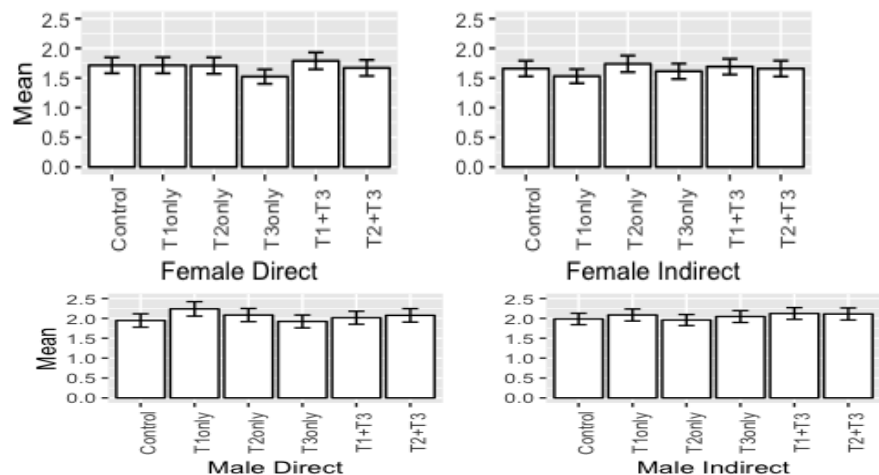 2.5
2.0
1.5
1.0
0.5
0.0
Mean
Control
T1only
T2only
T3only
T1+T3
T2+T3
Female Direct
2.5
2.0
1.5
1.0
0.5
0.0
Control
T1only
T2only
T3only
T1+T3
T2+T3
Female Indirect
2.5
2.0
1.5
1.0
0.5
0.0
Mean
Control
T1only
T2only
T3only
T1+T3
T2+T3
Male Direct
2.5
2.0
1.5
1.0
0.5
0.0
Control
T1only
T2only
T3only
T1+T3
T2+T3
Male Indirect